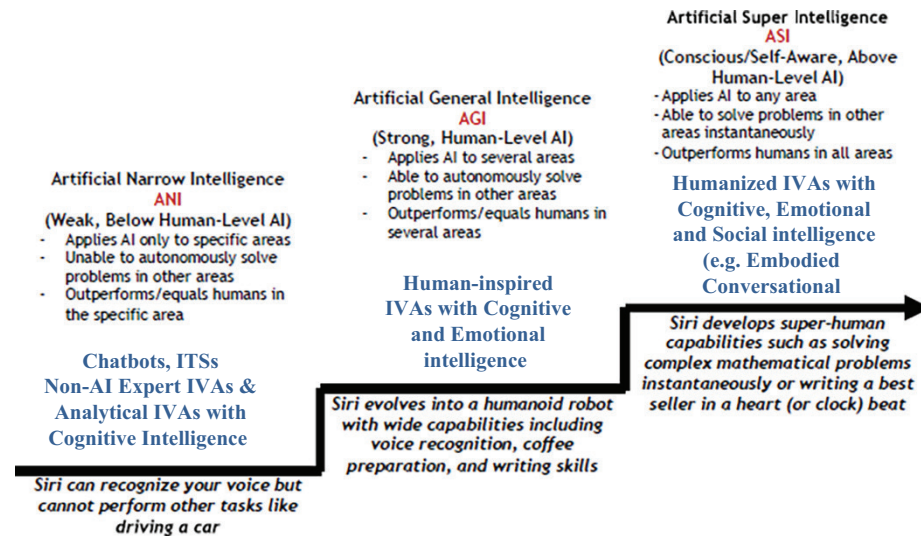 Artificial Narrow Intelligence
ANI
(Weak, Below Human-Level AI)
- Applies AI only to specific areas
- Unable to autonomously solve
problems in other areas
- Outperforms/equals humans in
the specific area
Chatbots, ITSs
Non-AI Expert IVAs &
Analytical IVAs with
Cognitive Intelligence
Siri can recognize your voice but
cannot perform other tasks like
driving a car
Artificial General Intelligence
AGI
(Strong, Human-Level AI)
- Applies AI to several areas
- Able to autonomously solve
problems in other areas
- Outperforms/equals humans in
several areas
Human-inspired
IVAs with Cognitive
and Emotional
intelligence
Siri evolves into a humanoid robot
with wide capabilities including
voice recognition, coffee
preparation, and writing skills
Artificial Super Intelligence
ASI
(Conscious/Self-Aware, Above
Human-Level AI)
- Applies AI to any area
- Able to solve problems in other
areas instantaneously
- Outperforms humans in all areas
Humanized IVAs with
Cognitive, Emotional
and Social intelligence
(e.g. Embodied
Conversational
Siri develops super-human
capabilities such as solving
complex mathematical problems
instantaneously or writing a best
seller in a heart (or clock) beat